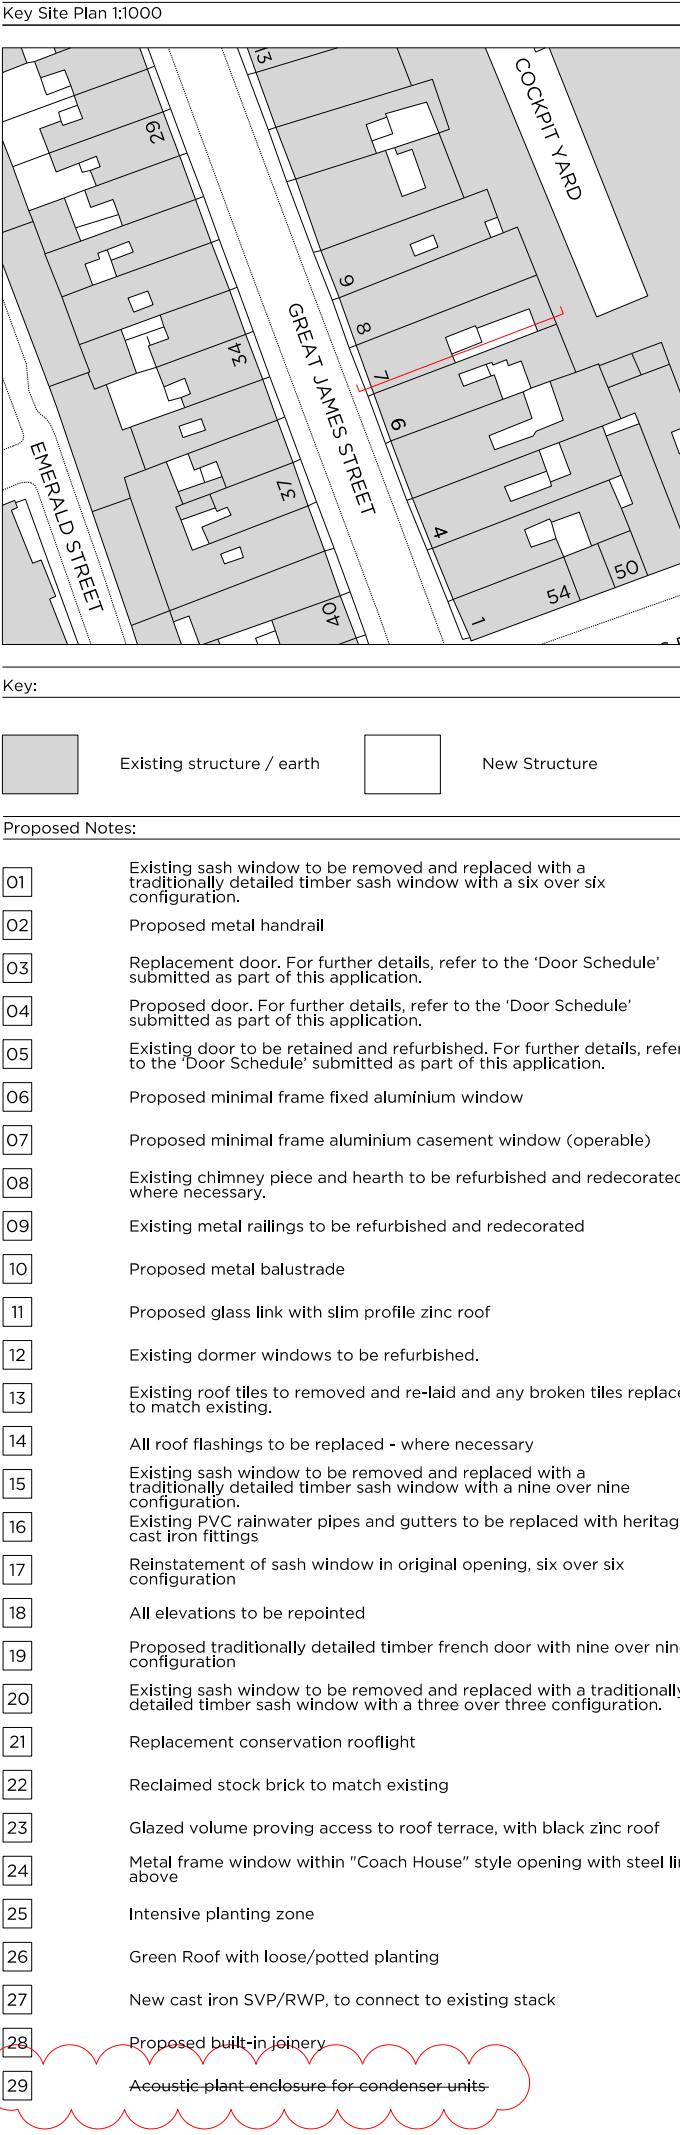 Key Site Plan 1:1000
13
COCKPIT YARD
29
9
GREAT JAMES STREET
8
34
7
6
EMERALD STREET
37
4
50
54
40
1
Key:
Existing structure / earth
New Structure
Proposed Notes:
01
Existing sash window to be removed and replaced with a
traditionally detailed timber sash window with a six over six
configuration.
02
Proposed metal handrail
03
Replacement door. For further details, refer to the ‘Door Schedule’
submitted as part of this application.
04
Proposed door. For further details, refer to the ‘Door Schedule’
submitted as part of this application.
05
Existing door to be retained and refurbished. For further details, refer
to the ‘Door Schedule’ submitted as part of this application.
06
Proposed minimal frame fixed aluminium window
07
Proposed minimal frame aluminium casement window (operable)
08
Existing chimney piece and hearth to be refurbished and redecorated
where necessary.
09
Existing metal railings to be refurbished and redecorated
10
Proposed metal balustrade
11
Proposed glass link with slim profile zinc roof
12
Existing dormer windows to be refurbished.
13
Existing roof tiles to removed and re-laid and any broken tiles replace
to match existing.
14
All roof flashings to be replaced - where necessary
15
Existing sash window to be removed and replaced with a
traditionally detailed timber sash window with a nine over nine
configuration.
16
Existing PVC rainwater pipes and gutters to be replaced with heritag
cast iron fittings
17
Reinstatement of sash window in original opening, six over six
configuration
18
All elevations to be repointed
19
Proposed traditionally detailed timber french door with nine over nin
configuration
20
Existing sash window to be removed and replaced with a traditionally
detailed timber sash window with a three over three configuration.
21
Replacement conservation rooflight
22
Reclaimed stock brick to match existing
23
Glazed volume proving access to roof terrace, with black zinc roof
24
Metal frame window within "Coach House" style opening with steel lin
above
25
Intensive planting zone
26
Green Roof with loose/potted planting
27
New cast iron SVP/RWP, to connect to existing stack
28
Proposed built-in joinery
29
Acoustic plant enclosure for condenser units